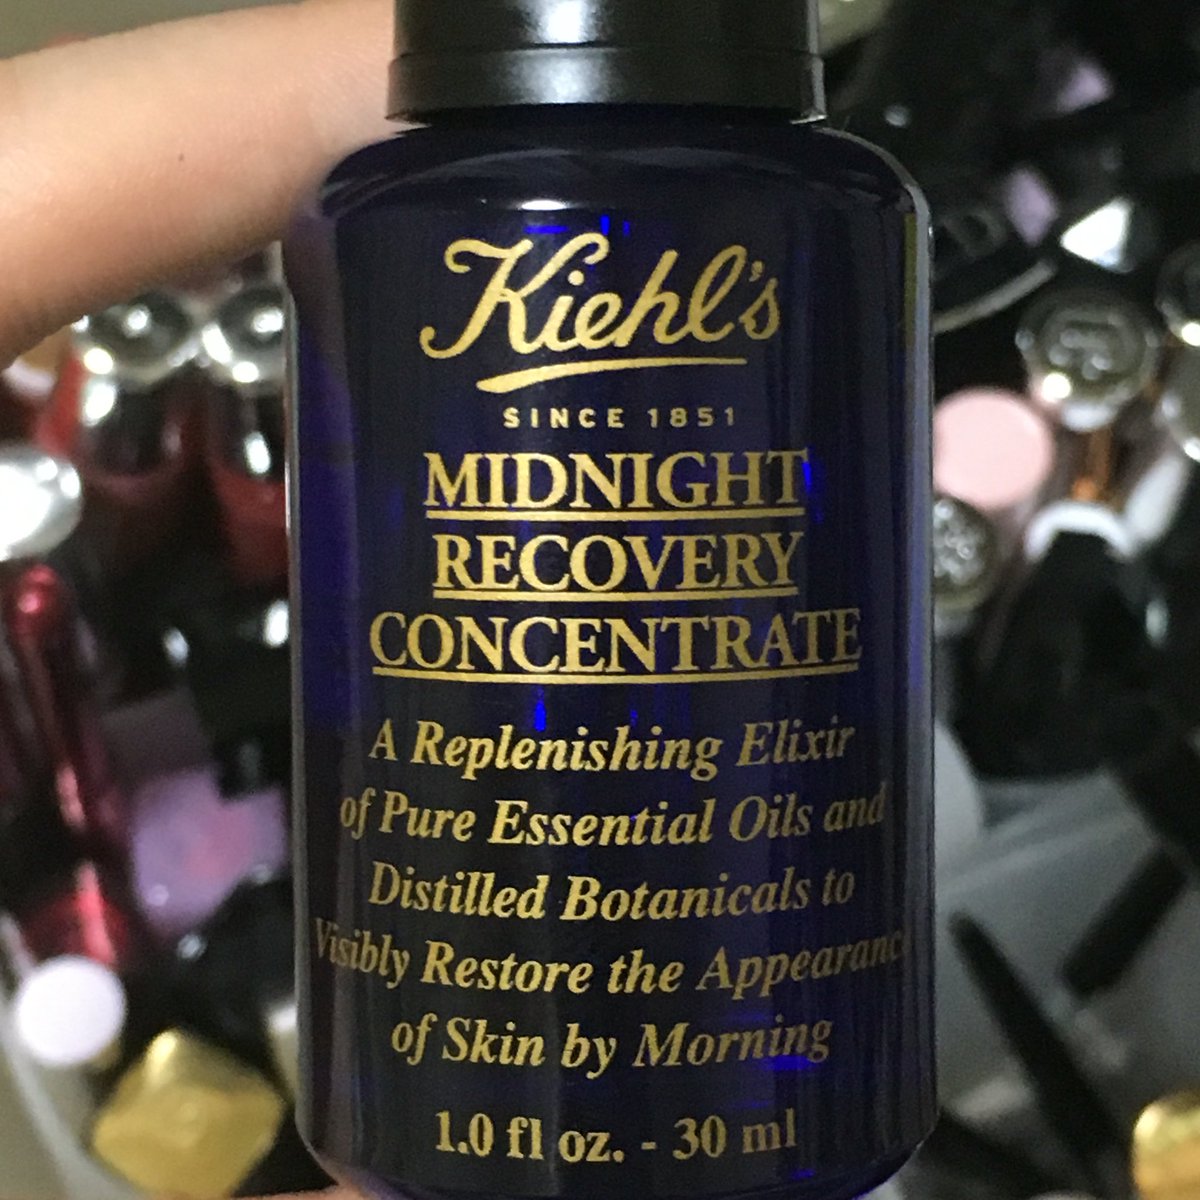 Kiehl's
SINCE 1851
MIDNIGHT
RECOVERY
CONCENTRATE
A Replenishing Elixir
of Pure Essential Oils and
Distilled Botanicals to
Visibly Restore the Appearance
of Skin by Morning
1.0 fl oz. - 30 ml